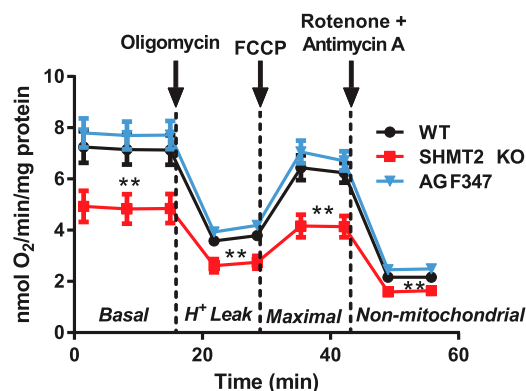 Rotenone +
Oligomycin FCCP Antimycin A
nmol O2/min/mg protein
10
8
6
4
2
0
WT
SHMT2 KO
AGF347
**
**
**
**
Basal H+ Leak Maximal Non-mitochondrial
0 20 40 60
Time (min)